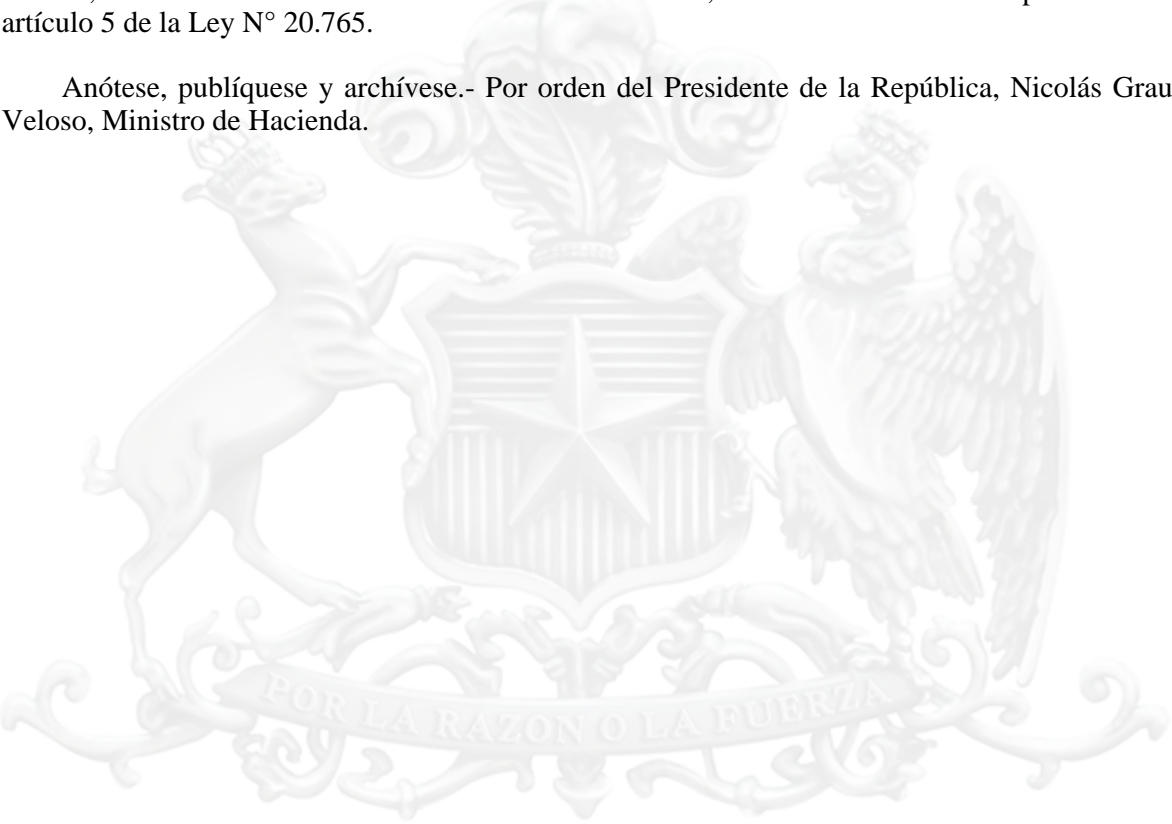 artículo 5 de la Ley N° 20.765.
Anótese, publíquese y archívese.- Por orden del Presidente de la República, Nicolás Grau
Veloso, Ministro de Hacienda.
POR LA RAZON O LA FUERZA